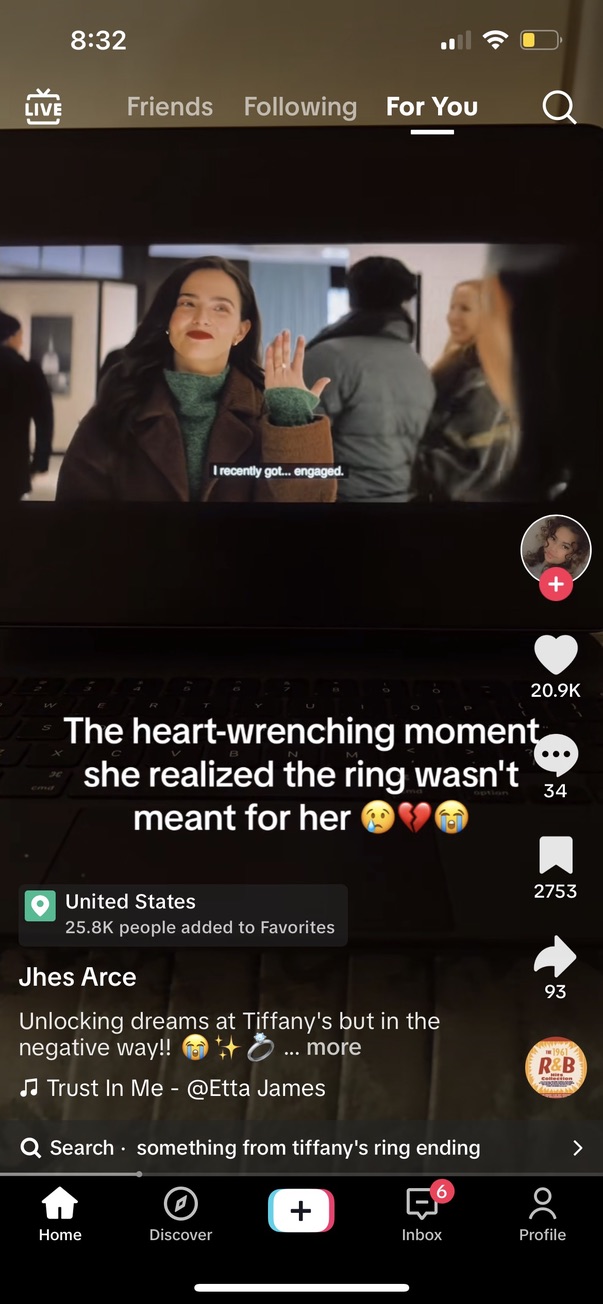 8:32
LIVE
Friends
Following
For You
I recently got... engaged.
20.9K
The heart-wrenching moment
she realized the ring wasn't
meant for her 😢💔😭
34
2753
United States
25.8K people added to Favorites
93
Jhes Arce
Unlocking dreams at Tiffany's but in the
negative way!! 😭✨💍 ... more
1961
R&B
Hits
Collection
Trust In Me - @Etta James
Search · something from tiffany's ring ending
6
Home
Discover
Inbox
Profile